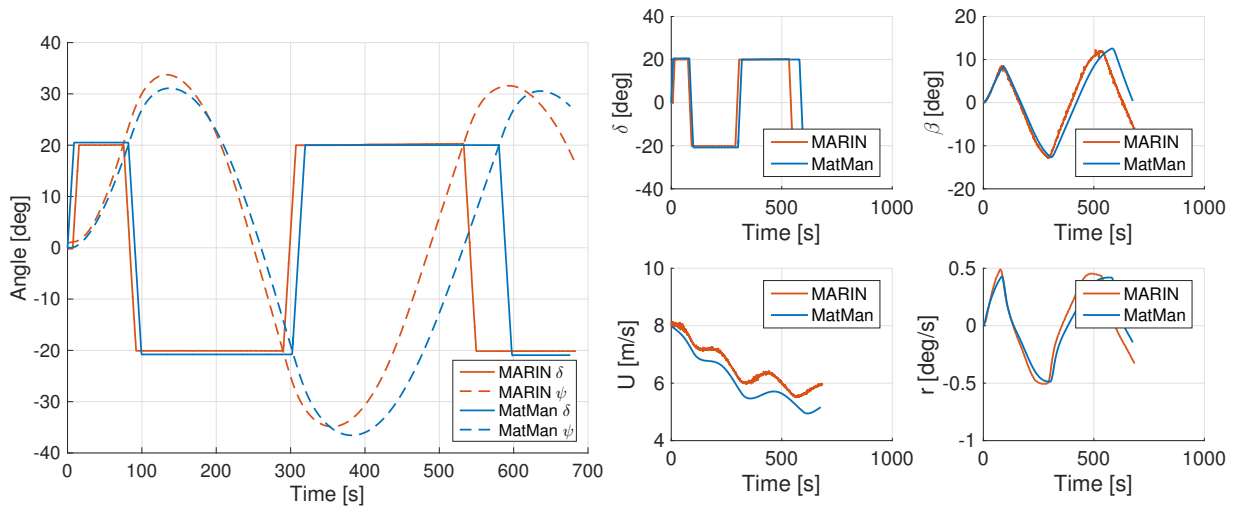 40
30
20
10
0
-10
-20
-30
-40
Angle [deg]
0
100
200
300
400
500
600
700
Time [s]
MARIN δ
MARIN ψ
MatMan δ
MatMan ψ
40
20
0
-20
-40
δ [deg]
0
500
1000
Time [s]
MARIN
MatMan
20
10
0
-10
-20
β [deg]
0
500
1000
Time [s]
MARIN
MatMan
10
8
6
4
U [m/s]
0
500
1000
Time [s]
MARIN
MatMan
0.5
0
-0.5
-1
r [deg/s]
0
500
1000
Time [s]
MARIN
MatMan